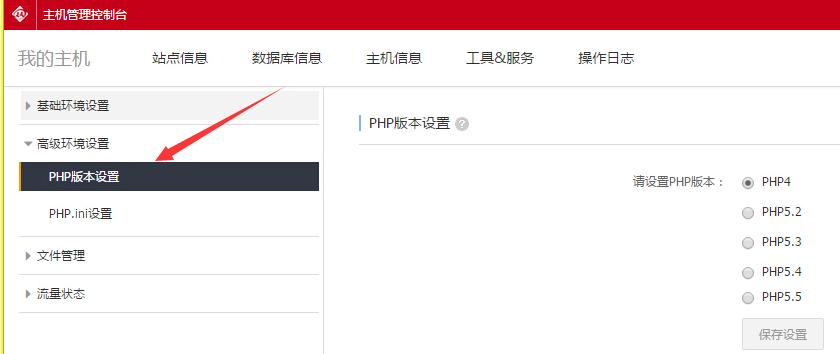 主机管理控制台
我的主机 站点信息 数据库信息 主机信息 工具&服务 操作日志
基础环境设置
高级环境设置
PHP版本设置
PHP.ini设置
文件管理
流量状态
PHP版本设置 ?
请设置PHP版本： PHP4
PHP5.2
PHP5.3
PHP5.4
PHP5.5
保存设置